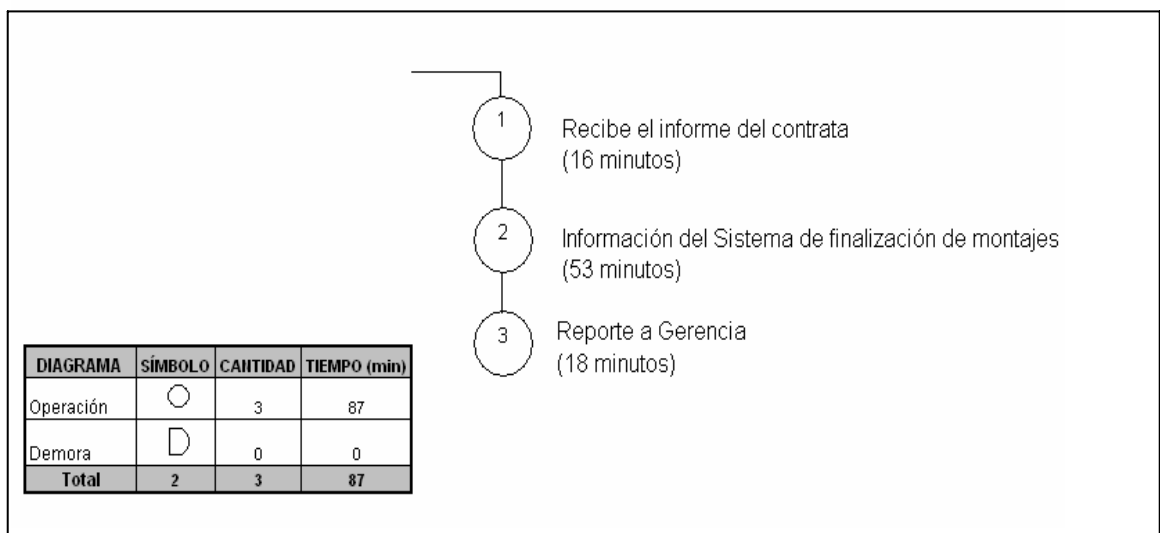 1
Recibe el informe del contrata
(16 minutos)
2
Información del Sistema de finalización de montajes
(53 minutos)
3
Reporte a Gerencia
(18 minutos)
DIAGRAMA SÍMBOLO CANTIDAD TIEMPO (min)
Operación 3 87
Demora 0 0
Total 2 3 87